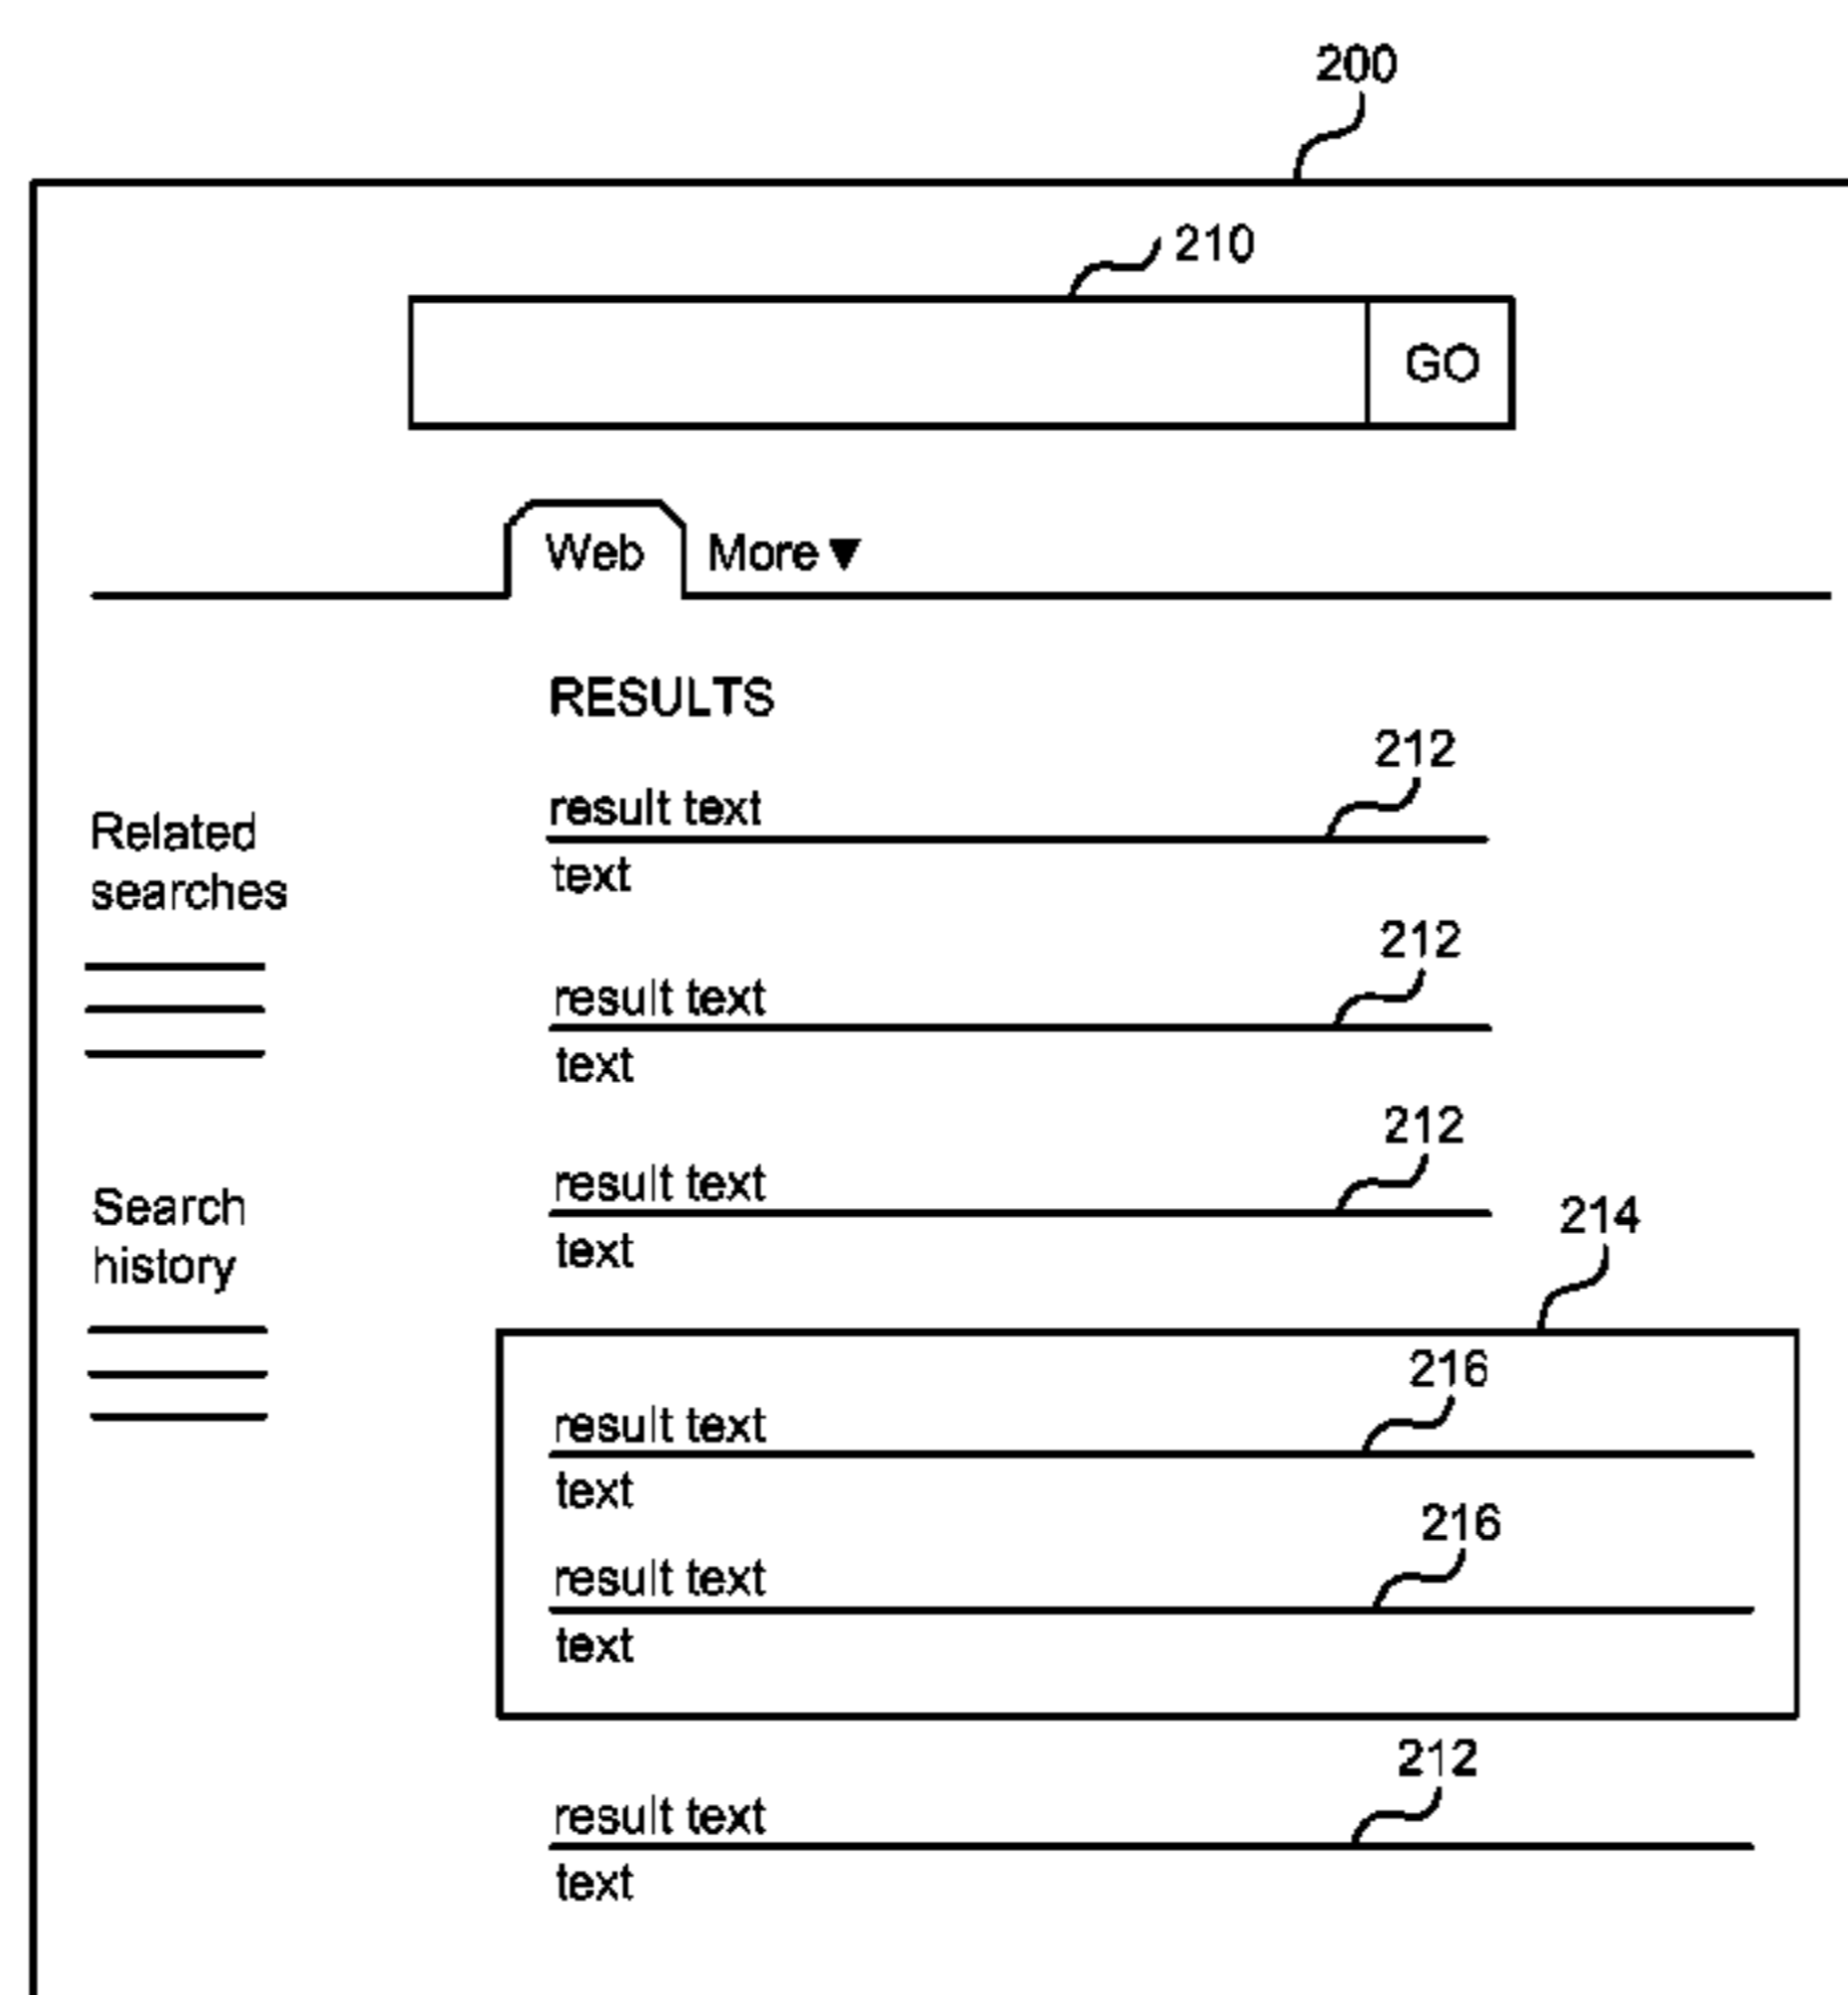 200
210
GO
Web More ▼
RESULTS
212
result text
text
Related
searches
212
result text
text
212
result text
text
Search
history
214
216
result text
text
216
result text
text
212
result text
text